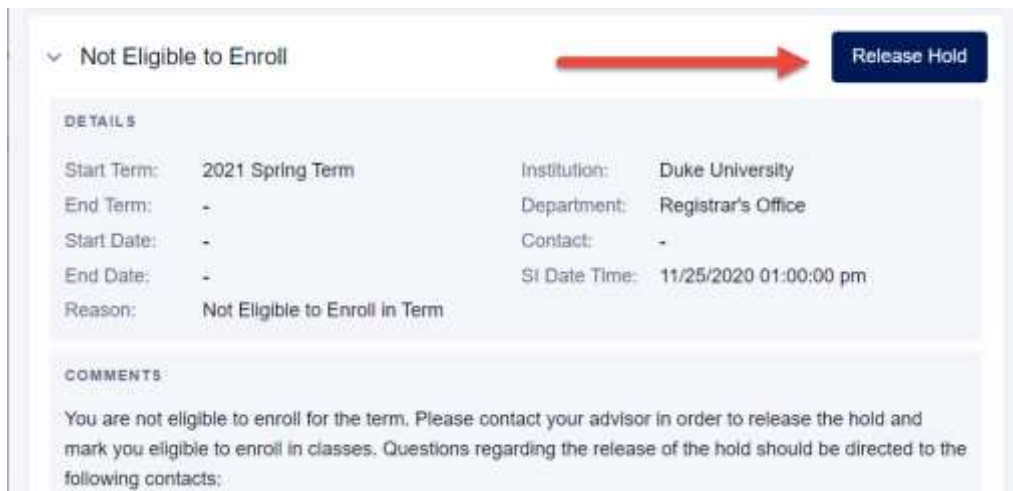 Not Eligible to Enroll
Release Hold
DETAILS
Start Term: 2021 Spring Term
Institution: Duke University
End Term: -
Department: Registrar's Office
Start Date: -
Contact: -
End Date: -
SI Date Time: 11/25/2020 01:00:00 pm
Reason: Not Eligible to Enroll in Term
COMMENTS
You are not eligible to enroll for the term. Please contact your advisor in order to release the hold and
mark you eligible to enroll in classes. Questions regarding the release of the hold should be directed to the
following contacts: